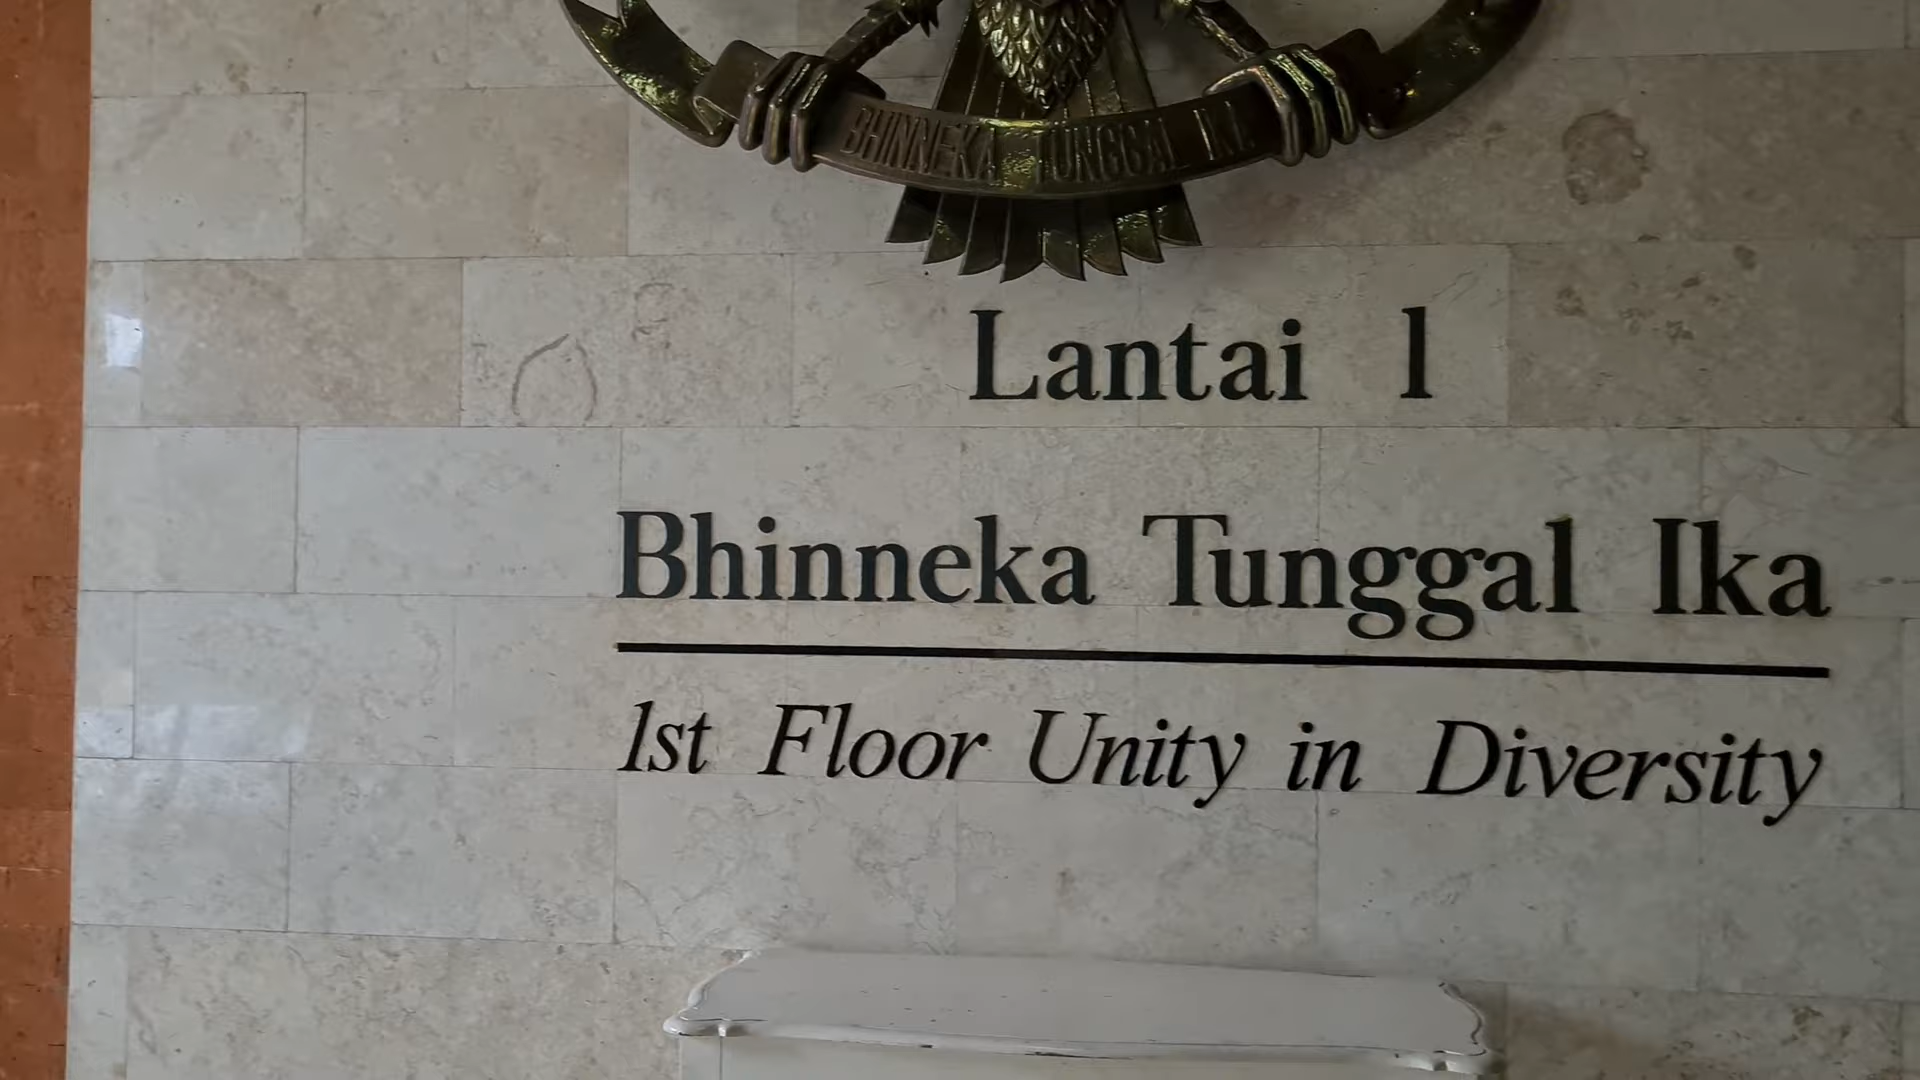 BHINNEKA TUNGGAL IKA
Lantai 1
Bhinneka Tunggal Ika
1st Floor Unity in Diversity